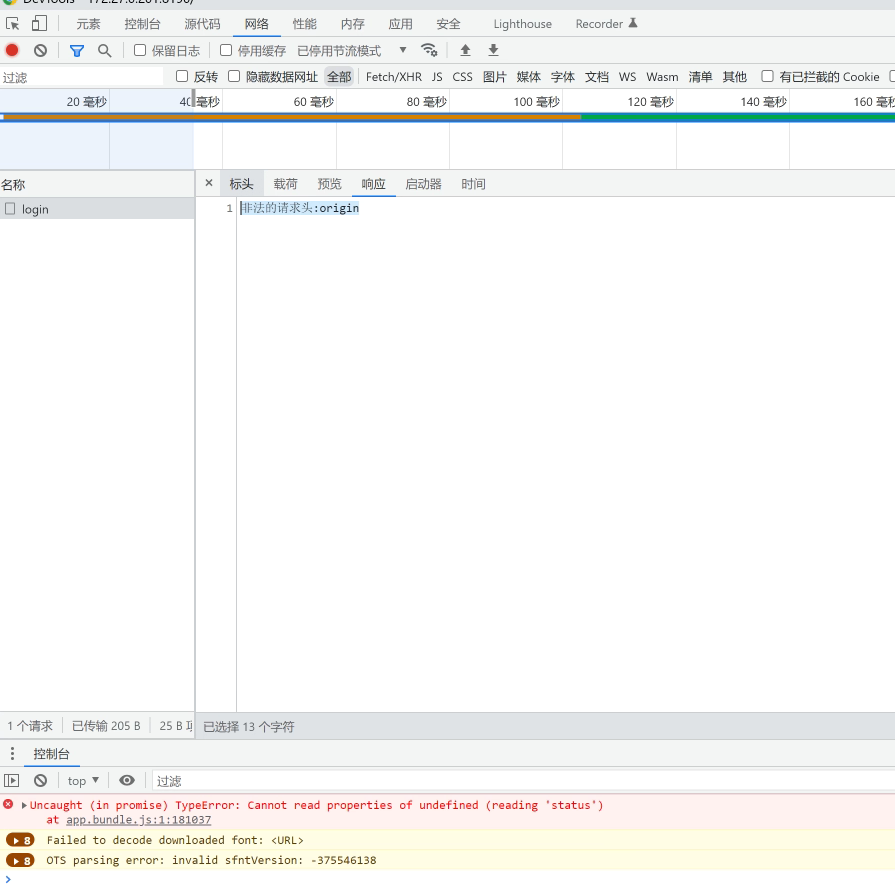 元素 控制台 源代码 网络 性能 内存 应用 安全 Lighthouse Recorder
保留日志 停用缓存 已停用节流模式
过滤 反转 隐藏数据网址 全部 Fetch/XHR JS CSS 图片 媒体 字体 文档 WS Wasm 清单 其他 有已拦截的 Cookie
20 毫秒 40 毫秒 60 毫秒 80 毫秒 100 毫秒 120 毫秒 140 毫秒 160 毫秒
名称 × 标头 载荷 预览 响应 启动器 时间
login 1 非法的请求头:origin
1 个请求 已传输 205 B 25 B 已选择 13 个字符
控制台
top 过滤
Uncaught (in promise) TypeError: Cannot read properties of undefined (reading 'status')
at app.bundle.js:1:181037
8 Failed to decode downloaded font: <URL>
8 OTS parsing error: invalid sfntVersion: -375546138